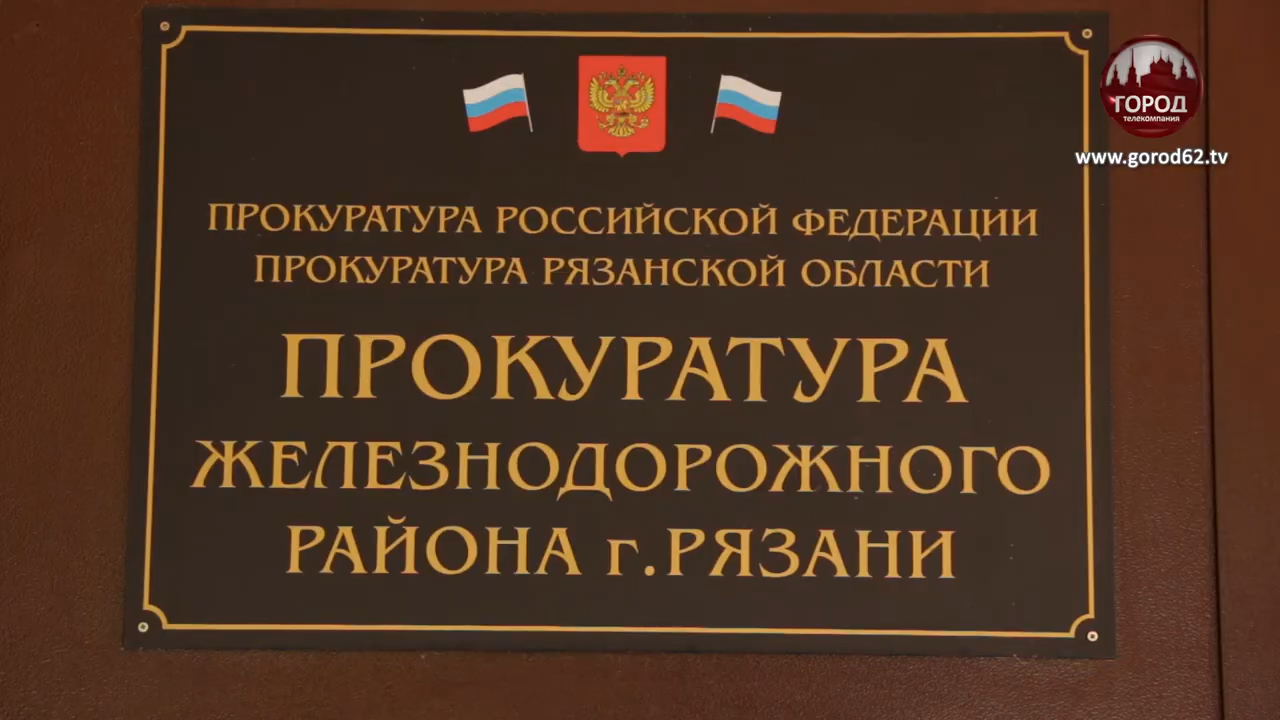 ПРОКУРАТУРА РОССИЙСКОЙ ФЕДЕРАЦИИ
ПРОКУРАТУРА РЯЗАНСКОЙ ОБЛАСТИ
ПРОКУРАТУРА
ЖЕЛЕЗНОДОРОЖНОГО
РАЙОНА г.РЯЗАНИ
ГОРОД
телекомпания
www.gorod62.tv